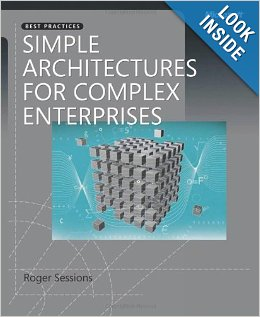 LOOK
INSIDE
BEST PRACTICES
SIMPLE
ARCHITECTURES
FOR COMPLEX
ENTERPRISES
Roger Sessions